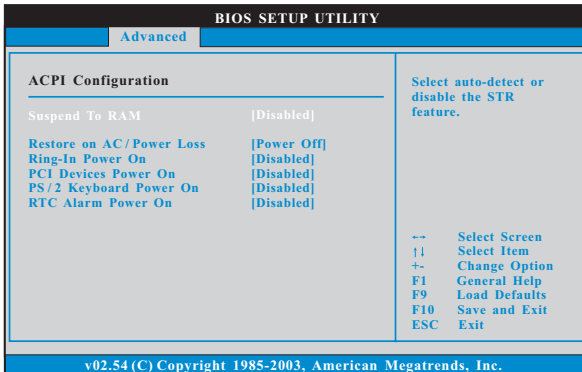 BIOS SETUP UTILITY
Advanced
ACPI Configuration
Suspend To RAM [Disabled]
Restore on AC / Power Loss [Power Off]
Ring-In Power On [Disabled]
PCI Devices Power On [Disabled]
PS / 2 Keyboard Power On [Disabled]
RTC Alarm Power On [Disabled]
Select auto-detect or
disable the STR
feature.
←→ Select Screen
↑↓ Select Item
+- Change Option
F1 General Help
F9 Load Defaults
F10 Save and Exit
ESC Exit
v02.54 (C) Copyright 1985-2003, American Megatrends, Inc.